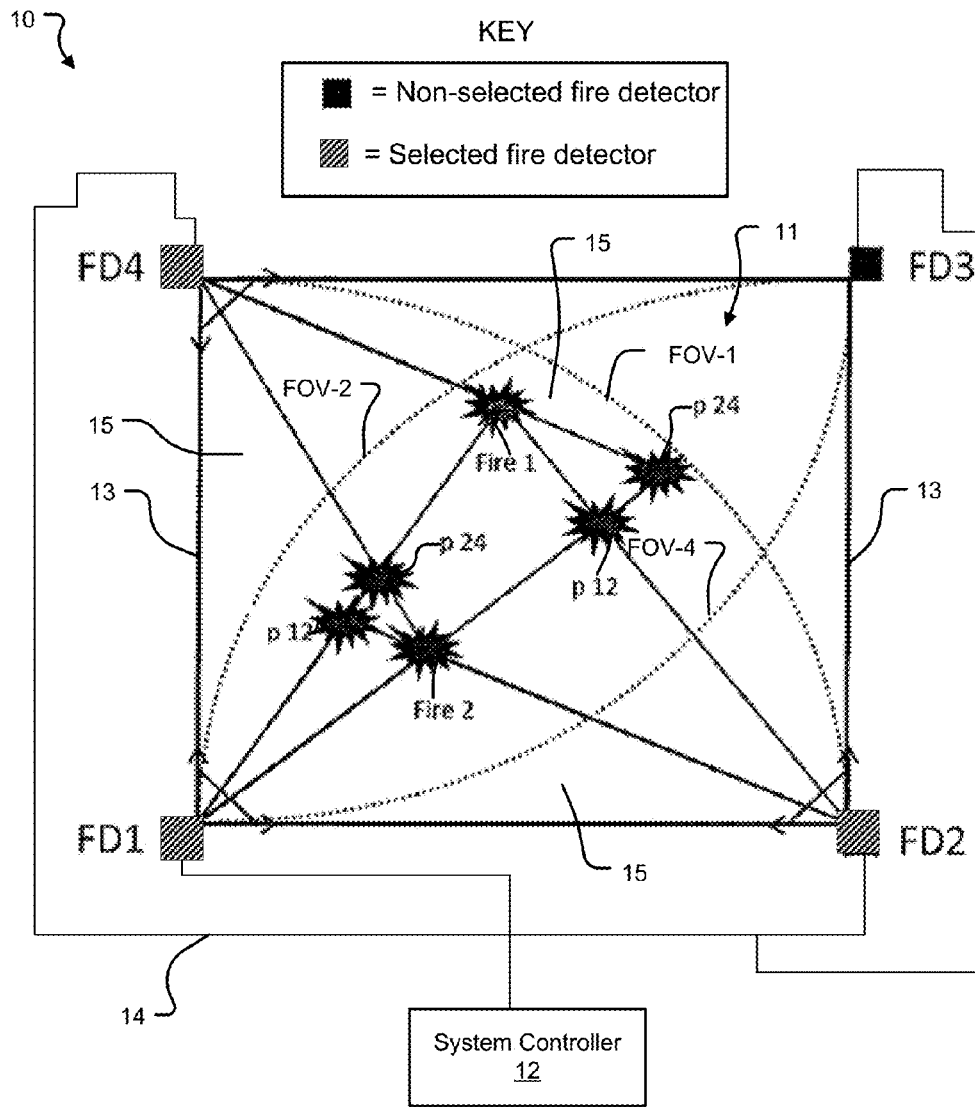 10
KEY
= Non-selected fire detector
= Selected fire detector
15
11
FD4
FD3
FOV-1
FOV-2
p 24
15
Fire 1
13
13
p 24
FOV-4
p 12
p 12
Fire 2
FD1
FD2
15
14
System Controller
12